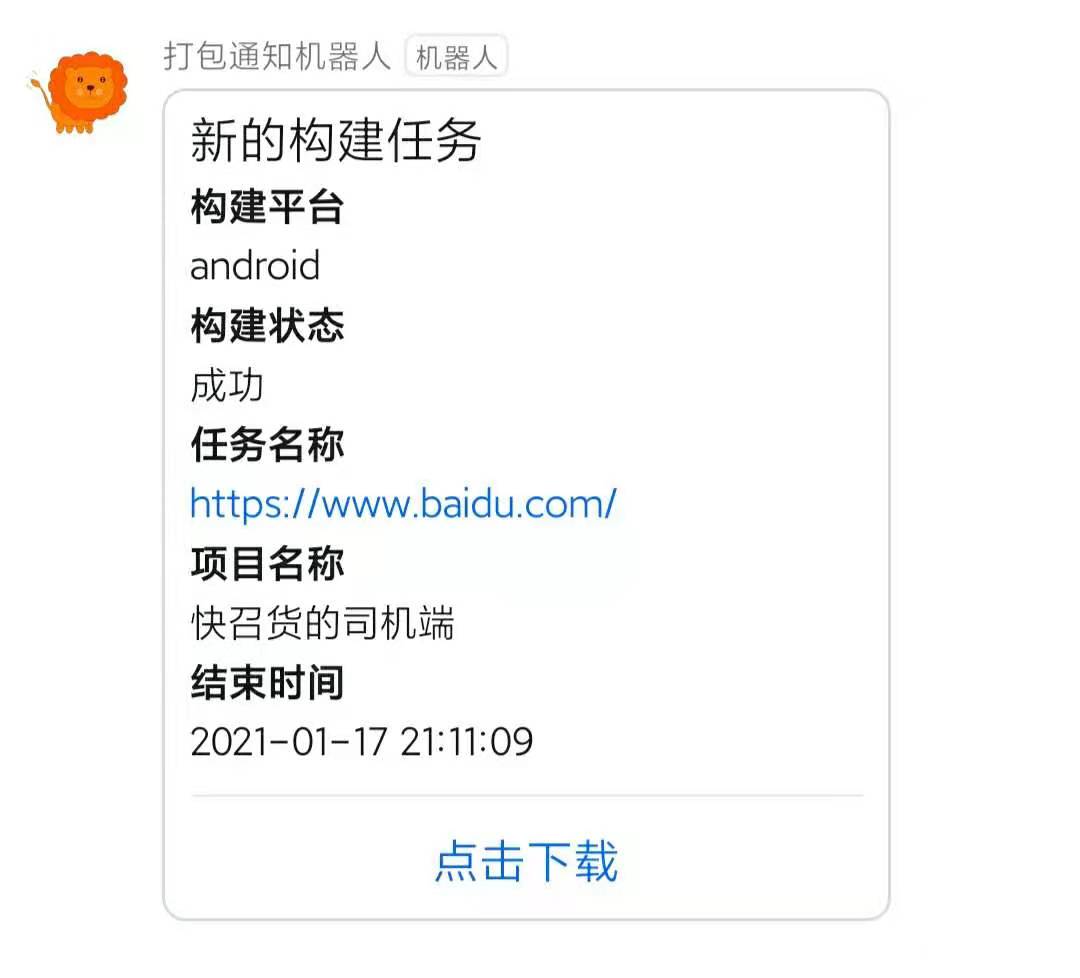 打包通知机器人 机器人
新的构建任务
构建平台
android
构建状态
成功
任务名称
https://www.baidu.com/
项目名称
快召货的司机端
结束时间
2021-01-17 21:11:09
点击下载